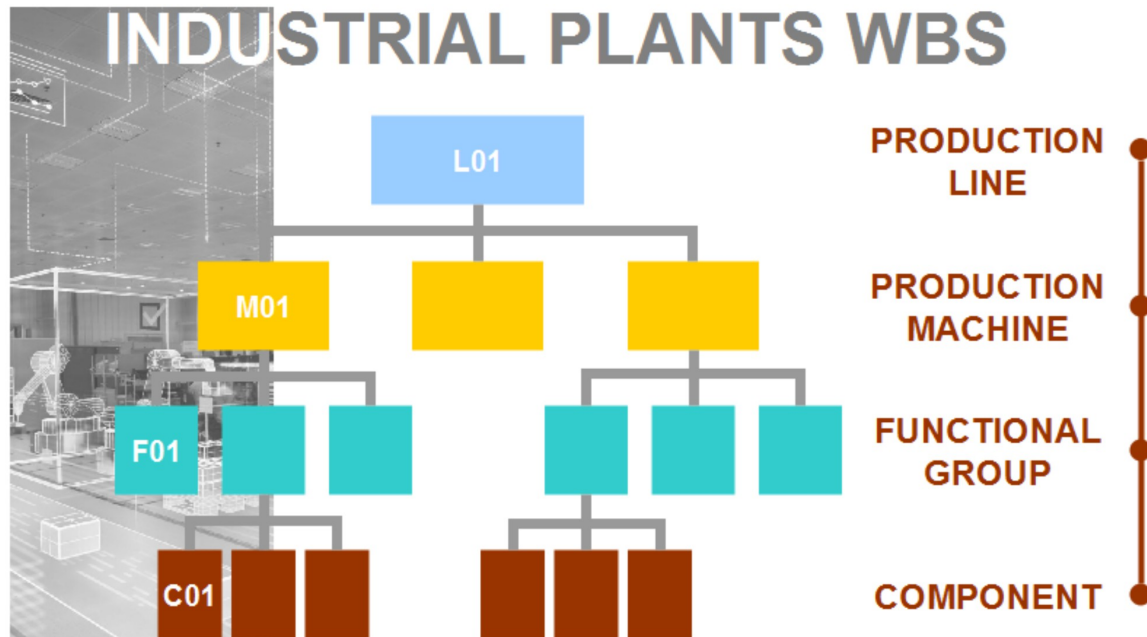 INDUSTRIAL PLANTS WBS
L01
PRODUCTION
LINE
M01
PRODUCTION
MACHINE
F01
FUNCTIONAL
GROUP
C01
COMPONENT